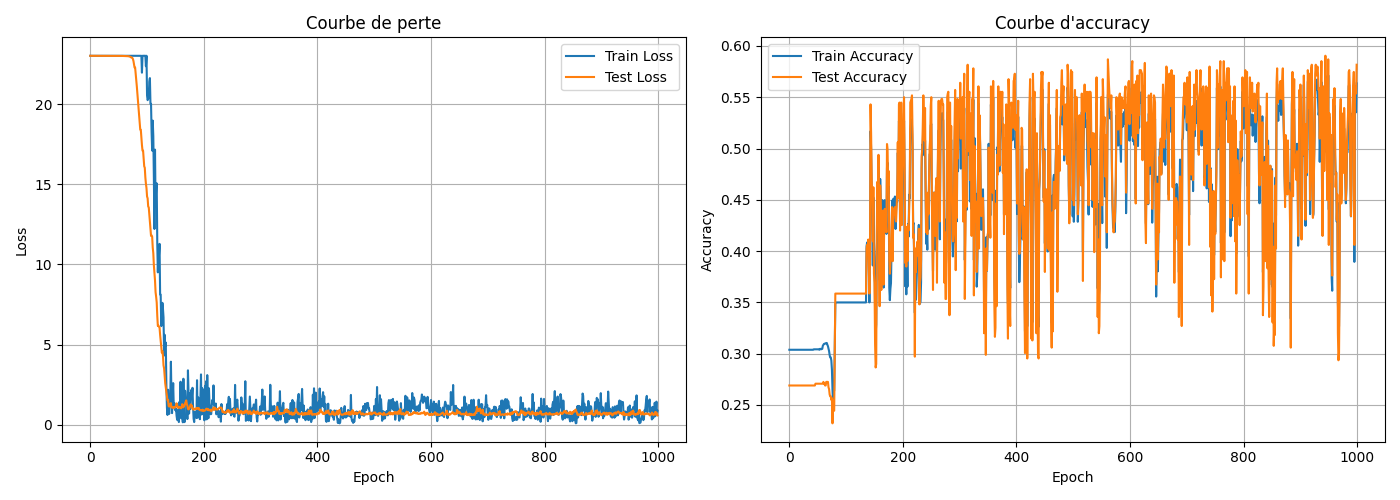 Courbe de perte
Train Loss
Test Loss
Loss
20
15
10
5
0
0 200 400 600 800 1000
Epoch
Courbe d'accuracy
Train Accuracy
Test Accuracy
Accuracy
0.60
0.55
0.50
0.45
0.40
0.35
0.30
0.25
0 200 400 600 800 1000
Epoch